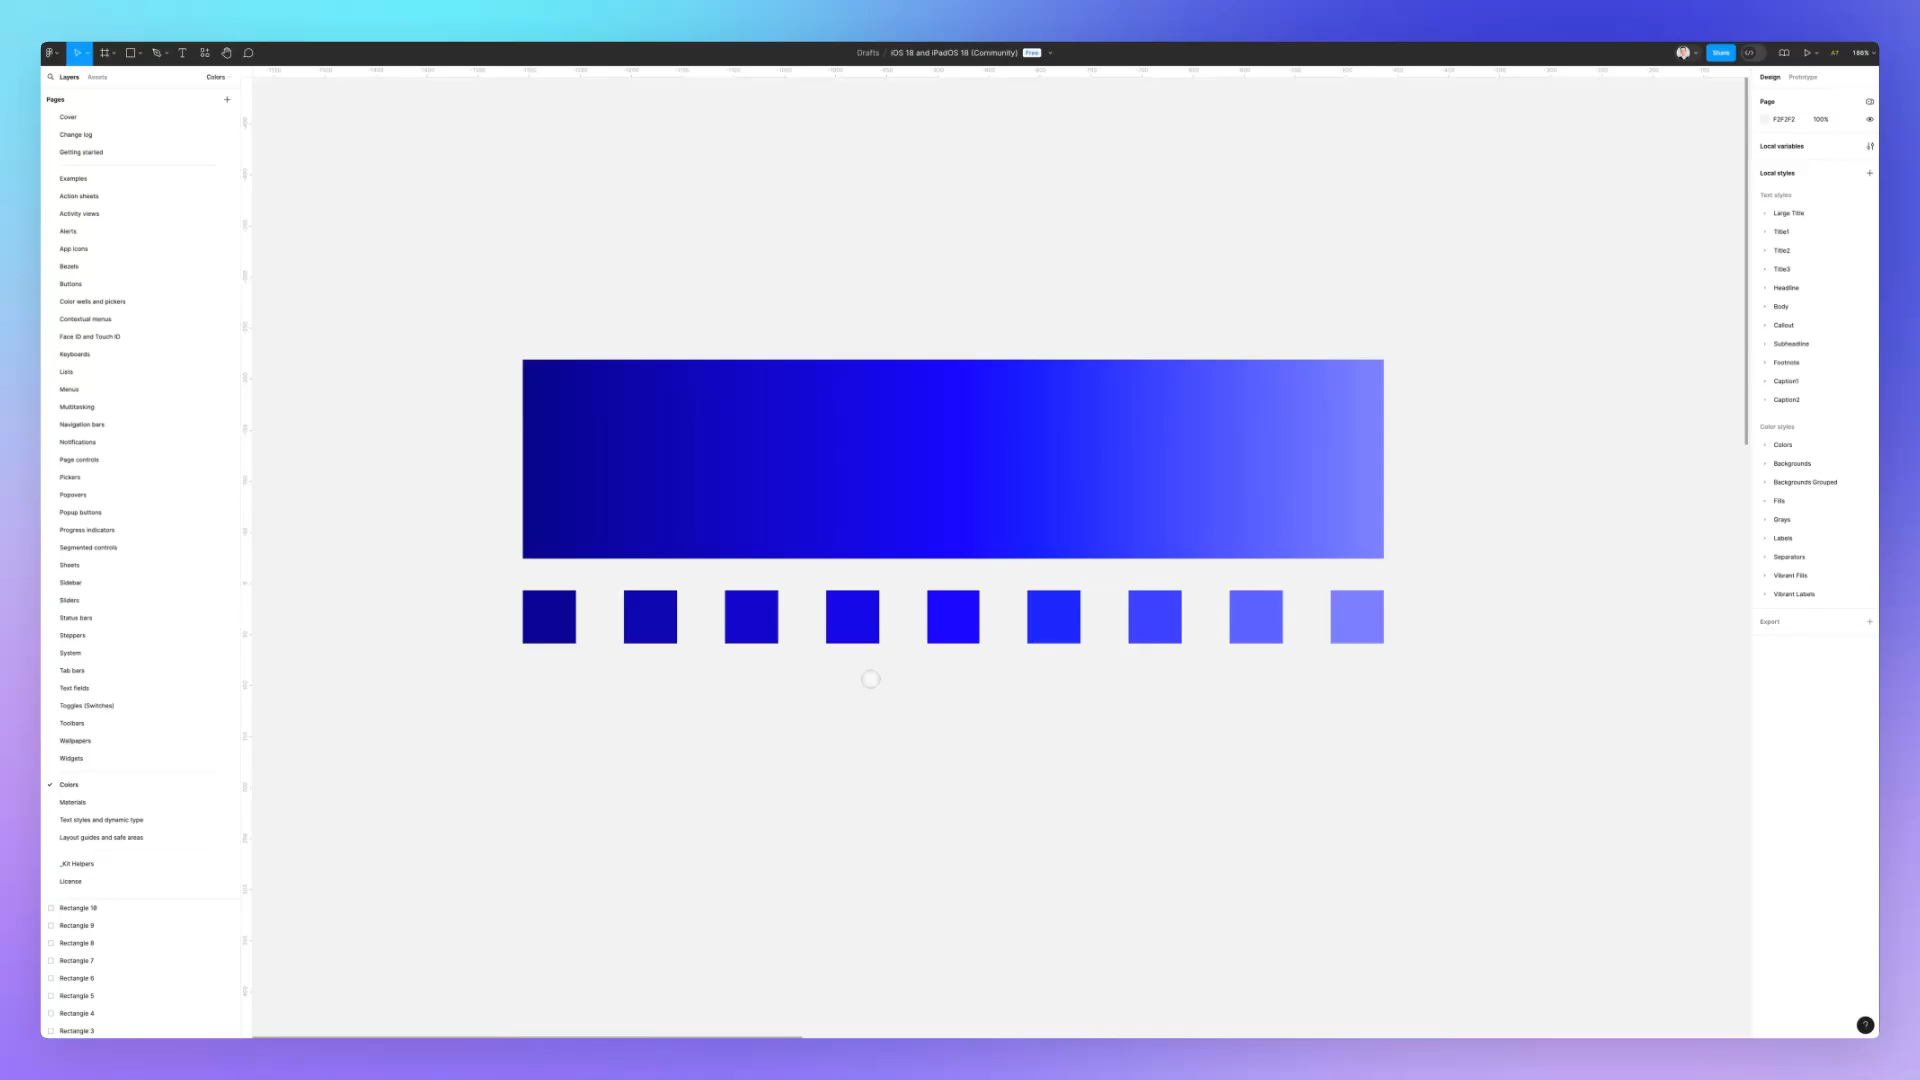 Drafts / iOS 18 and iPadOS 18 (Community) Free
Share
A?
186%
Layers Assets
Colors
Pages
Cover
Change log
Getting started
Examples
Action sheets
Activity views
Alerts
App icons
Bezels
Buttons
Color wells and pickers
Contextual menus
Face ID and Touch ID
Keyboards
Lists
Menus
Multitasking
Navigation bars
Notifications
Page controls
Pickers
Popovers
Popup buttons
Progress indicators
Segmented controls
Sheets
Sidebar
Sliders
Status bars
Steppers
System
Tab bars
Text fields
Toggles (Switches)
Toolbars
Wallpapers
Widgets
Colors
Materials
Text styles and dynamic type
Layout guides and safe areas
_Kit Helpers
License
Rectangle 10
Rectangle 9
Rectangle 8
Rectangle 7
Rectangle 6
Rectangle 5
Rectangle 4
Rectangle 3
Design Prototype
Page
F2F2F2 100%
Local variables
Local styles
Text styles
Large Title
Title1
Title2
Title3
Headline
Body
Callout
Subheadline
Footnote
Caption1
Caption2
Color styles
Colors
Backgrounds
Backgrounds Grouped
Fills
Grays
Labels
Separators
Vibrant Fills
Vibrant Labels
Export
?